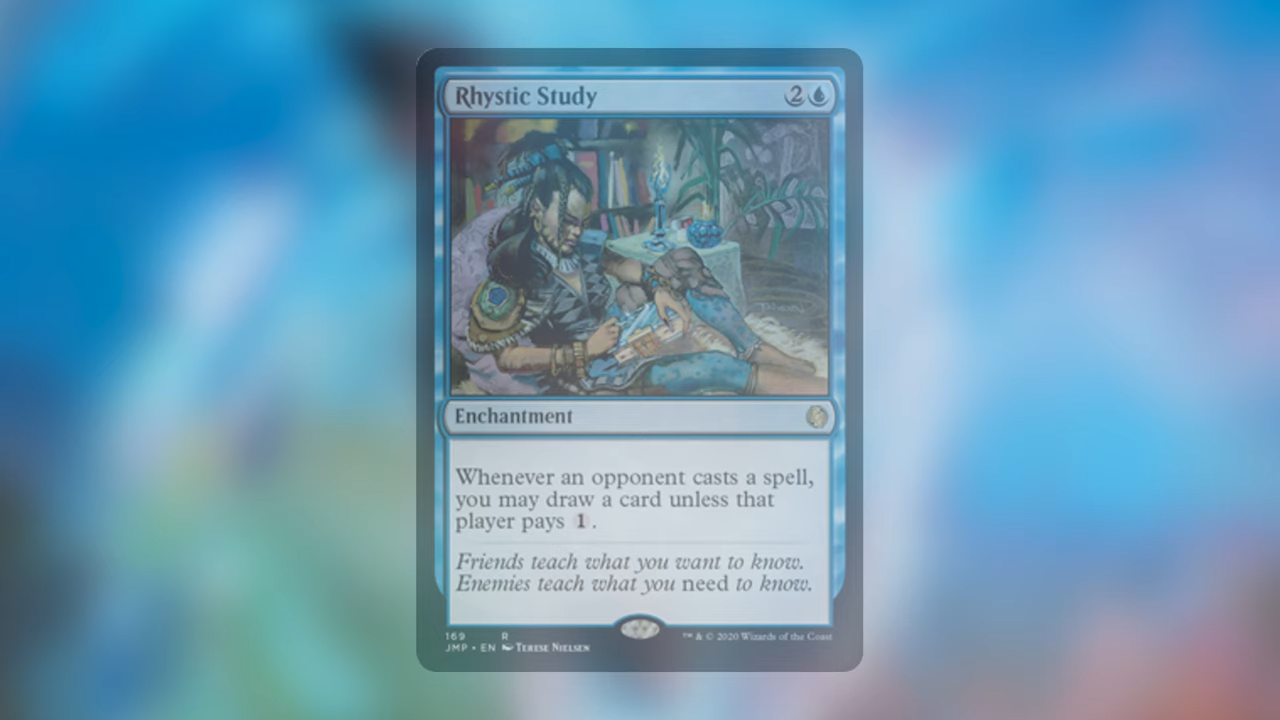 Rhystic Study 2
Enchantment
Whenever an opponent casts a spell,
you may draw a card unless that
player pays 1.
Friends teach what you want to know.
Enemies teach what you need to know.
169 R
JMP • EN Terese Nielsen
™ & © 2020 Wizards of the Coast